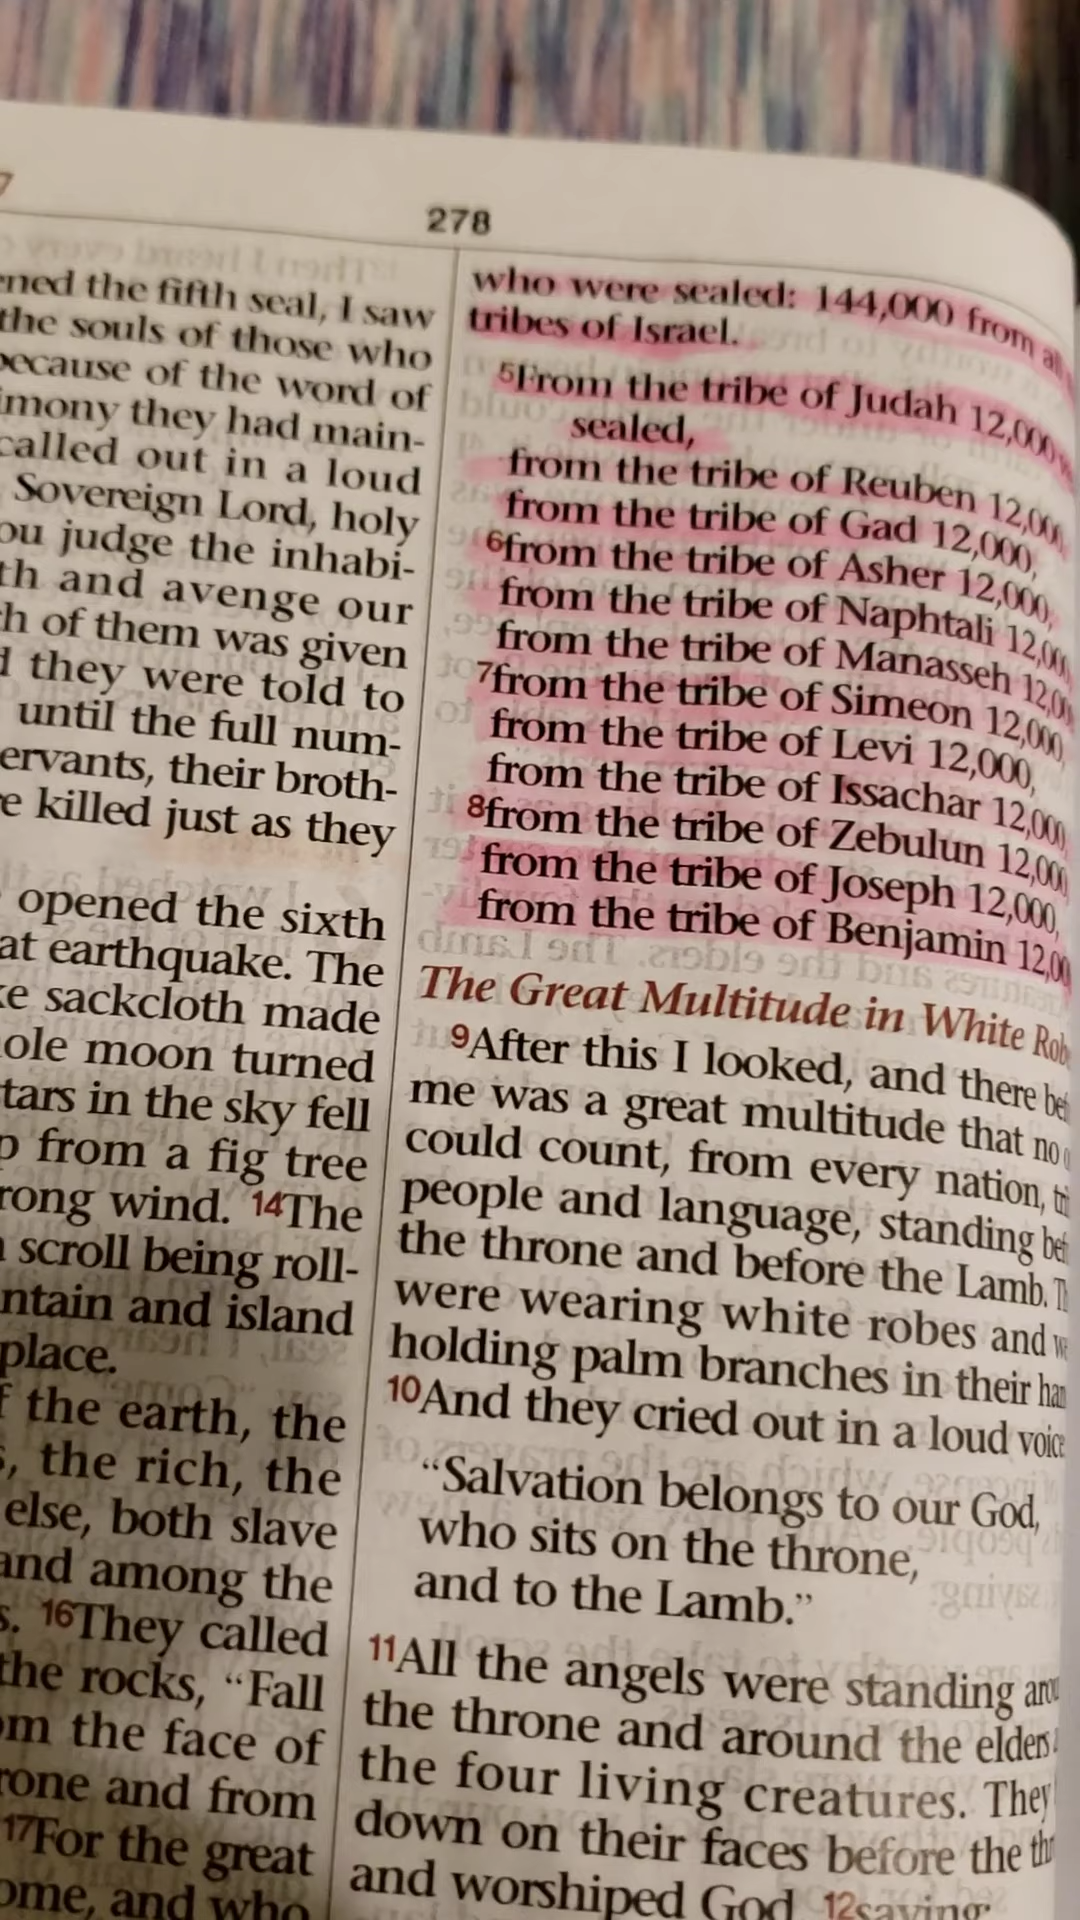 7
278
ened the fifth seal, I saw
the souls of those who
because of the word of
imony they had main-
called out in a loud
Sovereign Lord, holy
ou judge the inhabi-
th and avenge our
h of them was given
d they were told to
until the full num-
ervants, their broth-
e killed just as they
opened the sixth
at earthquake. The
ke sackcloth made
ole moon turned
tars in the sky fell
p from a fig tree
rong wind. 14The
scroll being roll-
ntain and island
place.
f the earth, the
s, the rich, the
else, both slave
and among the
s. 16They called
the rocks, “Fall
om the face of
rone and from
17For the great
ome, and who
who were sealed: 144,000 from all
tribes of Israel.
5From the tribe of Judah 12,000
sealed,
from the tribe of Reuben 12,000,
from the tribe of Gad 12,000,
6from the tribe of Asher 12,000,
from the tribe of Naphtali 12,000
from the tribe of Manasseh 12,00
7from the tribe of Simeon 12,000,
from the tribe of Levi 12,000,
from the tribe of Issachar 12,000
8from the tribe of Zebulun 12,000
from the tribe of Joseph 12,000,
from the tribe of Benjamin 12,00
The Great Multitude in White Rob
9After this I looked, and there bef
me was a great multitude that no
could count, from every nation, tri
people and language, standing bef
the throne and before the Lamb. T
were wearing white robes and w
holding palm branches in their han
10And they cried out in a loud voice
“Salvation belongs to our God,
who sits on the throne,
and to the Lamb.”
11All the angels were standing arou
the throne and around the elders
the four living creatures. They
down on their faces before the thr
and worshiped God, 12saying: